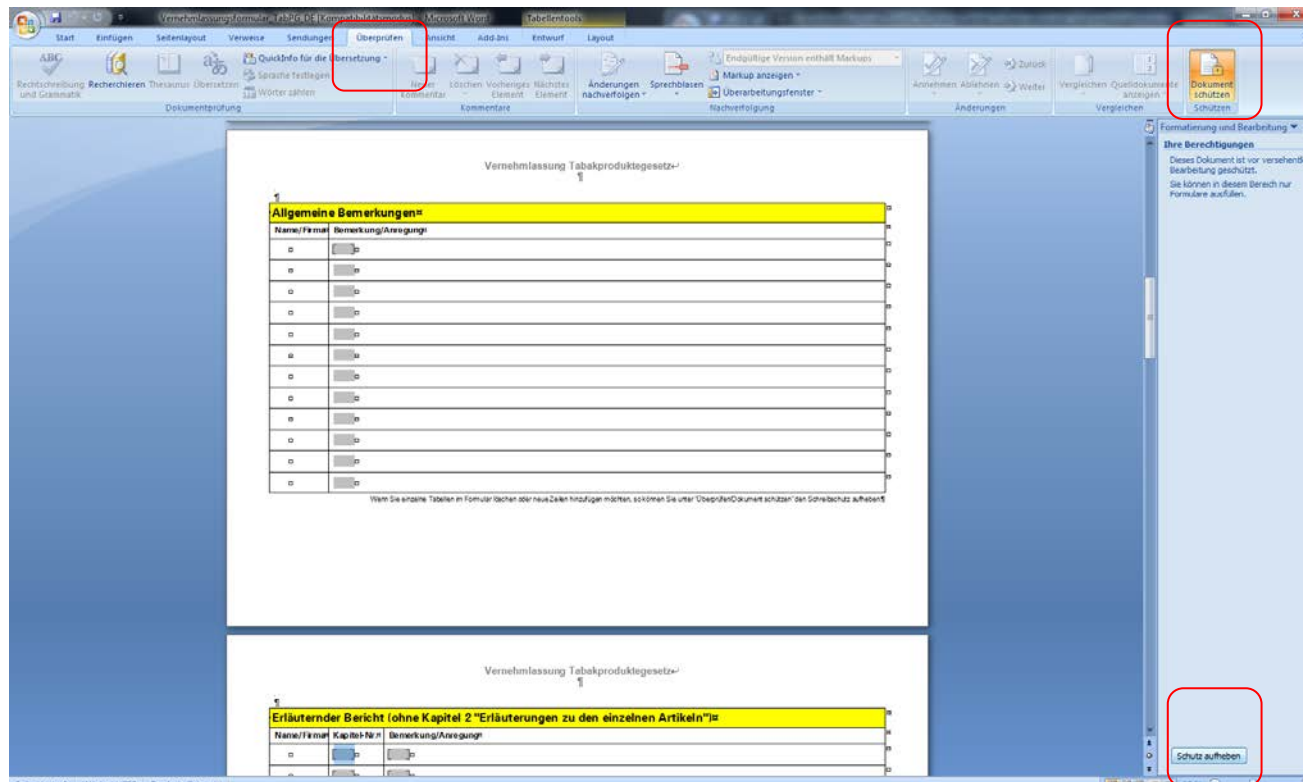 Vernehmlassungsformular_TabPG_DE [Kompatibilitätsmodus] - Microsoft Word
Tabellentools
Start Einfügen Seitenlayout Verweise Sendungen Überprüfen Ansicht Add-Ins Entwurf Layout
Rechtschreibung und Grammatik
Recherchieren
Thesaurus
Übersetzen
QuickInfo für die Übersetzung
Sprache festlegen
Wörter zählen
Dokumentprüfung
Neuer Kommentar
Löschen
Vorheriges Element
Nächstes Element
Kommentare
Änderungen nachverfolgen
Sprechblasen
Endgültige Version enthält Markups
Markup anzeigen
Überarbeitungsfenster
Nachverfolgung
Annehmen
Ablehnen
Zurück
Weiter
Änderungen
Vergleichen
Quelldokumente anzeigen
Vergleichen
Dokument schützen
Schützen
Formatierung und Bearbeitung
Ihre Berechtigungen
Dieses Dokument ist vor versehentl
Bearbeitung geschützt.
Sie können in diesem Bereich nur
Formulare ausfüllen.
Vernehmlassung Tabakproduktegesetz
Allgemeine Bemerkungen
Name/Firma Bemerkung/Anregung
Wenn Sie einzelne Tabellen im Formular löschen oder neue Zeilen hinzufügen möchten, so können Sie unter "Überprüfen/Dokument schützen" den Schreibschutz aufheben
Vernehmlassung Tabakproduktegesetz
Erläuternder Bericht (ohne Kapitel 2 "Erläuterungen zu den einzelnen Artikeln")
Name/Firma Kapitel-Nr. Bemerkung/Anregung
Schutz aufheben